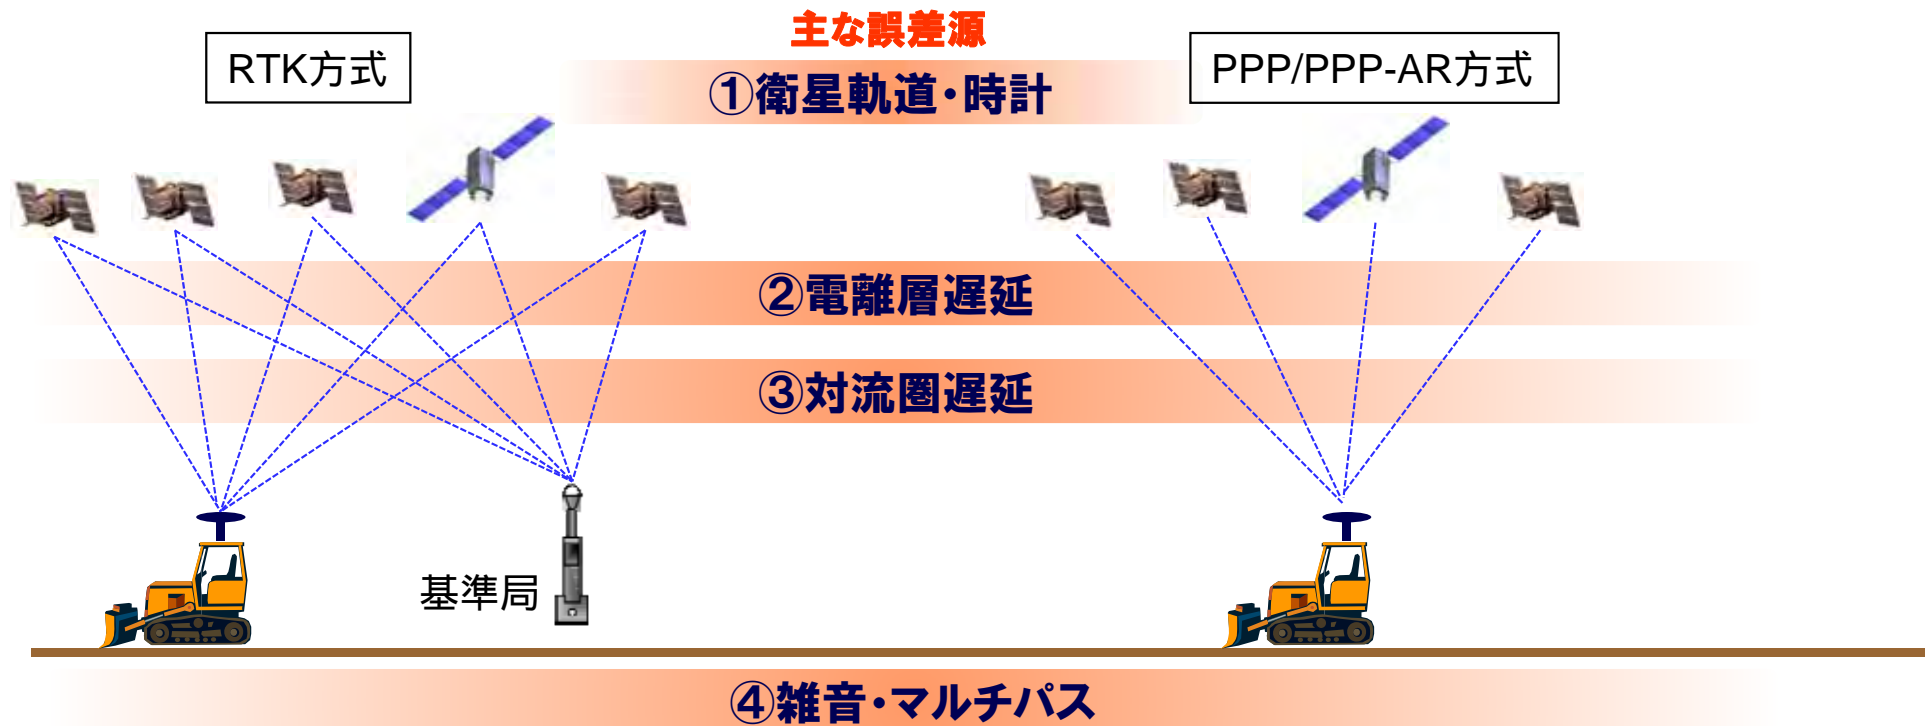 主な誤差源
RTK方式
①衛星軌道・時計
PPP/PPP-AR方式
②電離層遅延
③対流圏遅延
基準局
④雑音・マルチパス